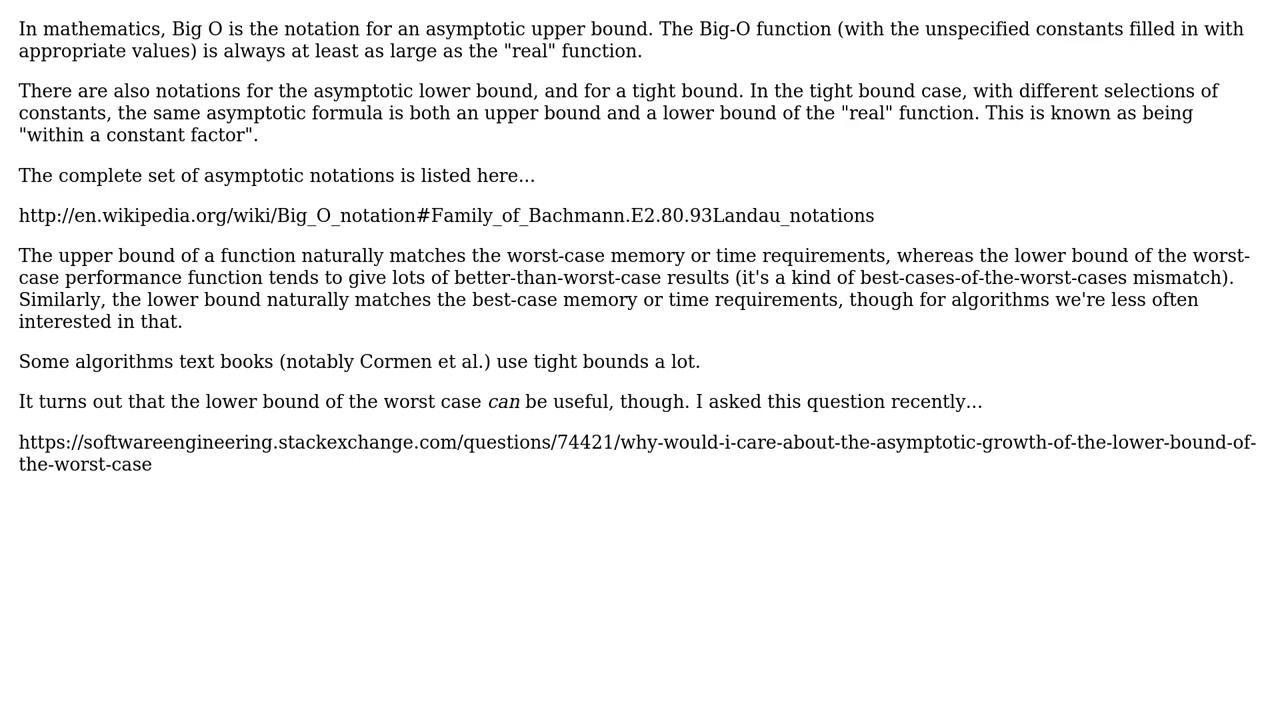 In mathematics, Big O is the notation for an asymptotic upper bound. The Big-O function (with the unspecified constants filled in with
appropriate values) is always at least as large as the "real" function.
There are also notations for the asymptotic lower bound, and for a tight bound. In the tight bound case, with different selections of
constants, the same asymptotic formula is both an upper bound and a lower bound of the "real" function. This is known as being
"within a constant factor".
The complete set of asymptotic notations is listed here...
http://en.wikipedia.org/wiki/Big_O_notation#Family_of_Bachmann.E2.80.93Landau_notations
The upper bound of a function naturally matches the worst-case memory or time requirements, whereas the lower bound of the worst-
case performance function tends to give lots of better-than-worst-case results (it's a kind of best-cases-of-the-worst-cases mismatch).
Similarly, the lower bound naturally matches the best-case memory or time requirements, though for algorithms we're less often
interested in that.
Some algorithms text books (notably Cormen et al.) use tight bounds a lot.
It turns out that the lower bound of the worst case can be useful, though. I asked this question recently...
https://softwareengineering.stackexchange.com/questions/74421/why-would-i-care-about-the-asymptotic-growth-of-the-lower-bound-of-
the-worst-case